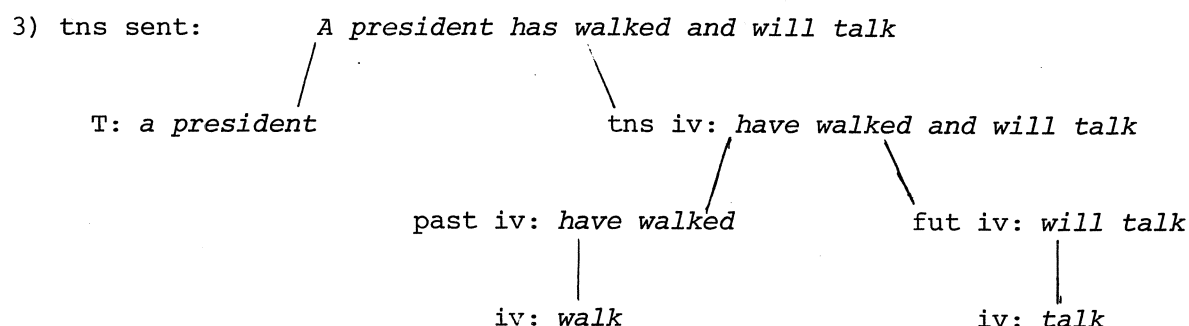 3) tns sent: A president has walked and will talk
T: a president tns iv: have walked and will talk
past iv: have walked fut iv: will talk
iv: walk iv: talk